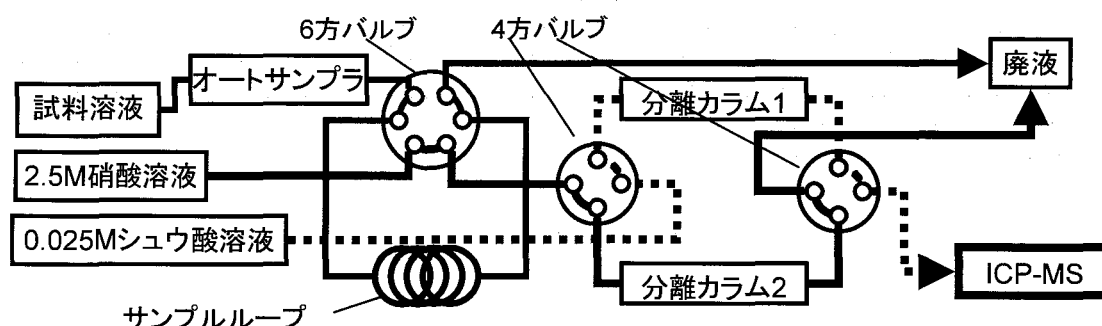 6方バルブ
4方バルブ
オートサンプラ
廃液
試料溶液
分離カラム1
2.5M硝酸溶液
0.025Mシュウ酸溶液
分離カラム2
ICP-MS
サンプルループ